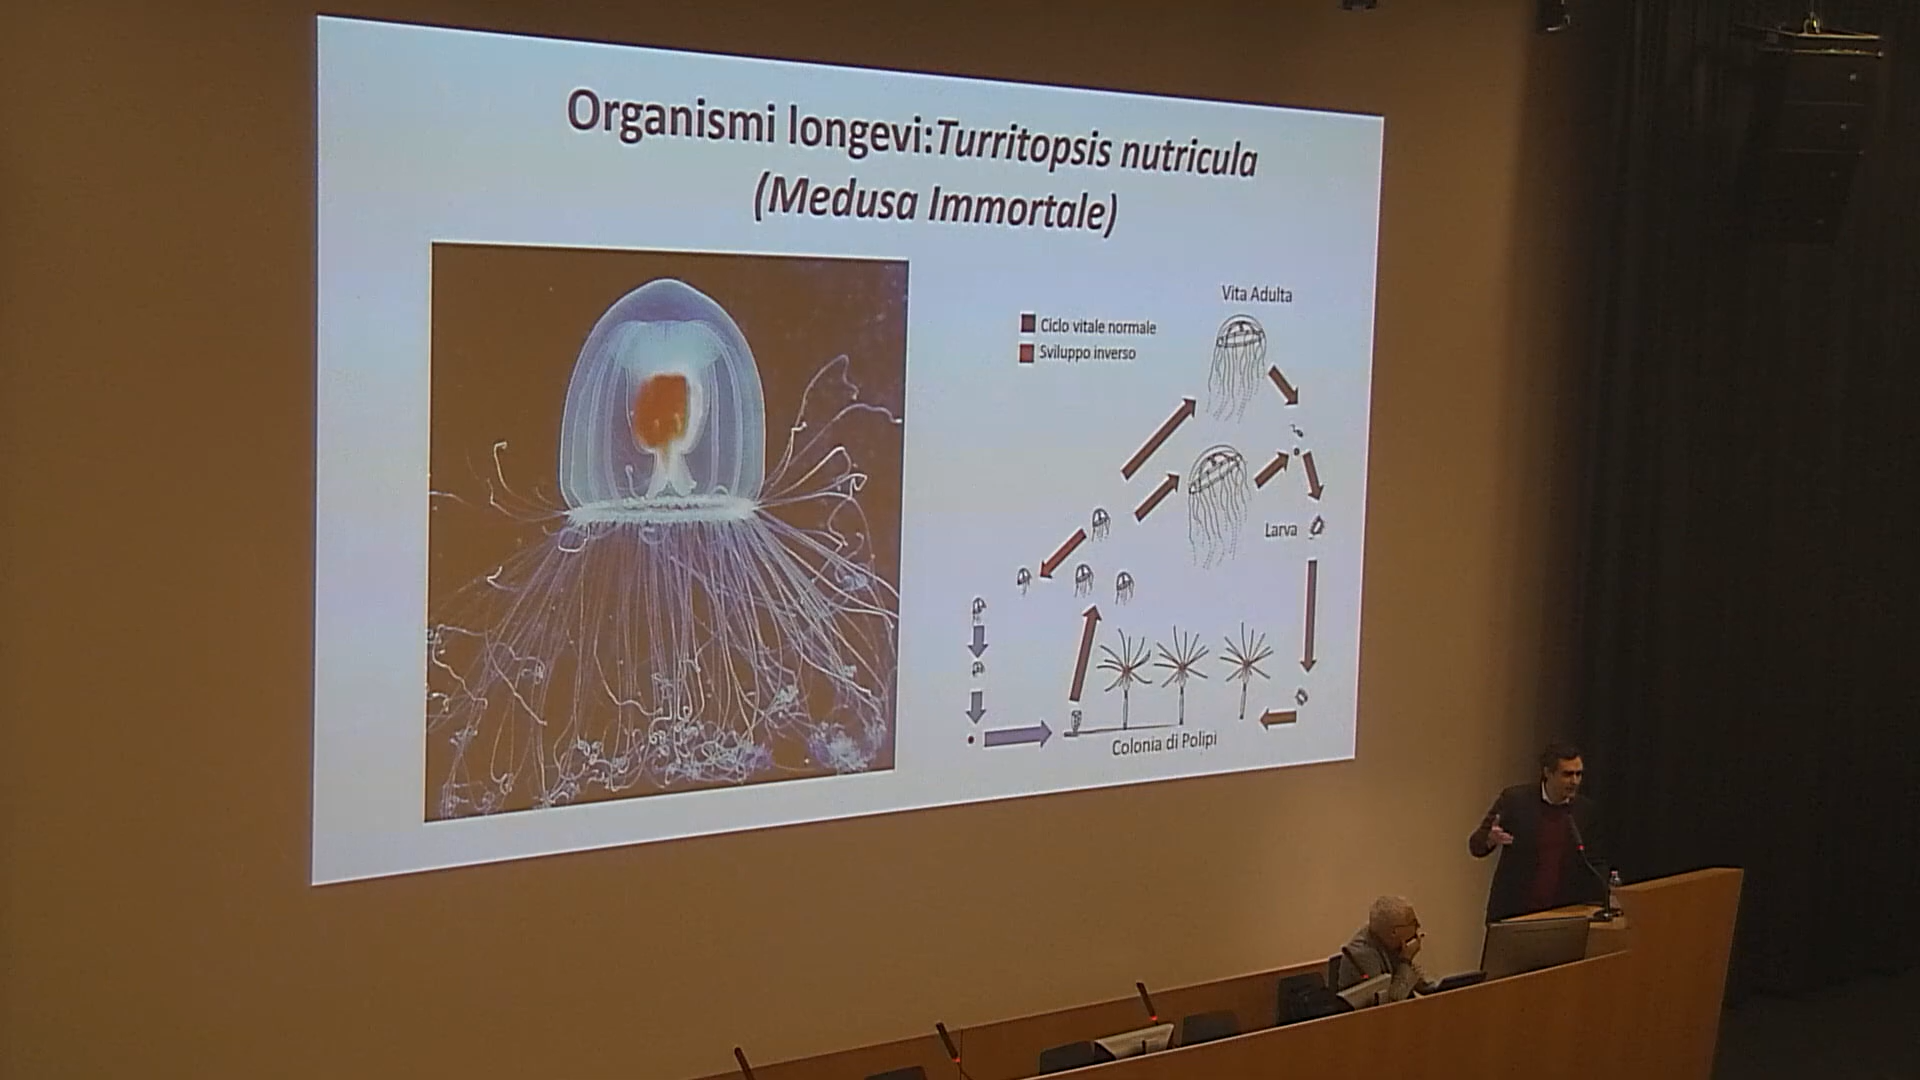 Organismi longevi:Turritopsis nutricula
(Medusa Immortale)
Vita Adulta
Ciclo vitale normale
Sviluppo inverso
Larva
Colonia di Polipi